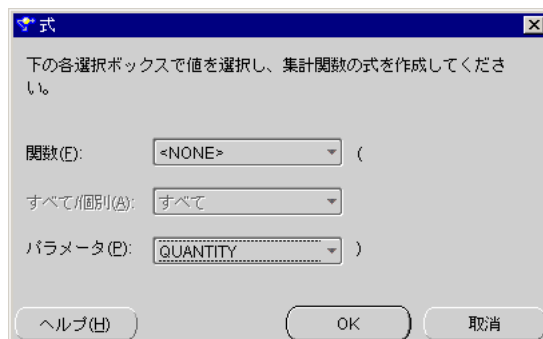 式
下の各選択ボックスで値を選択し、集計関数の式を作成してくださ
い。
関数(F): <NONE> (
すべて/個別(A): すべて
パラメータ(P): QUANTITY )
ヘルプ(H) OK 取消